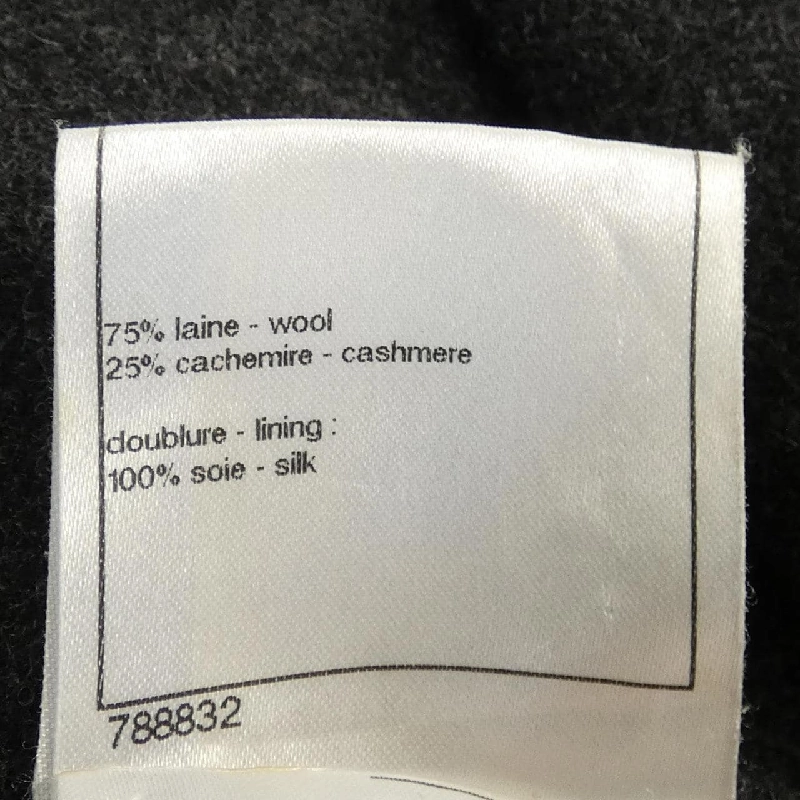 75% laine - wool
25% cachemire - cashmere
doublure - lining :
100% soie - silk
788832